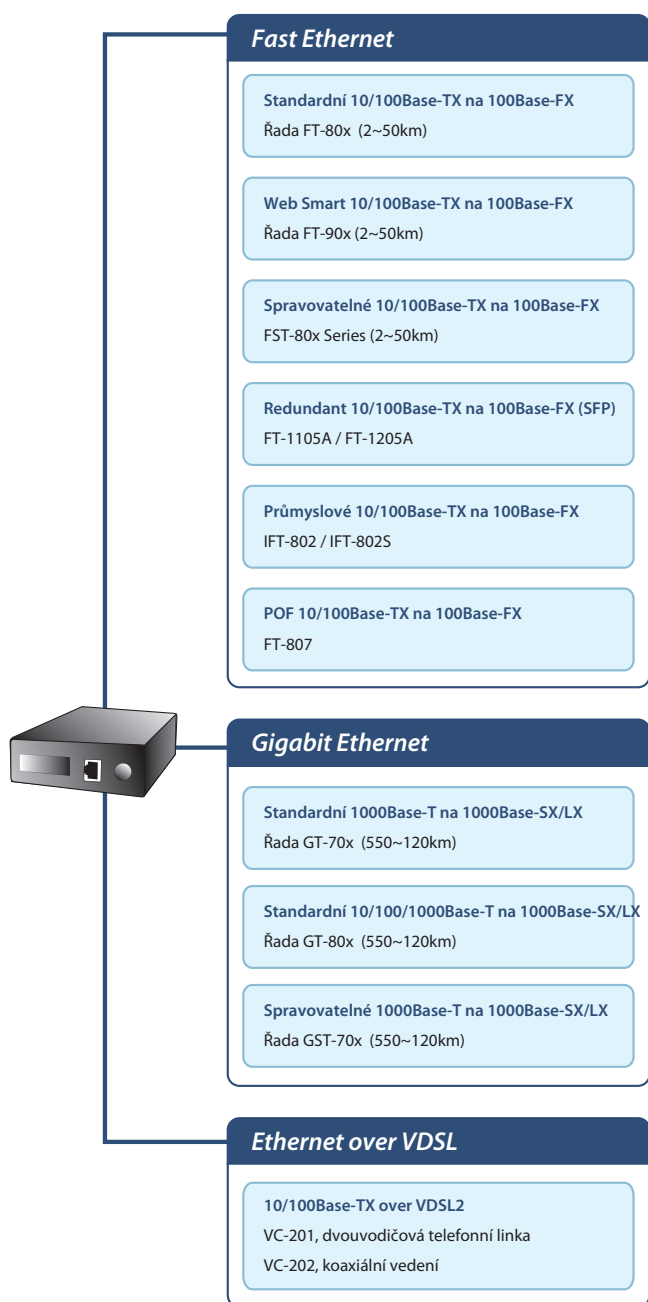 Fast Ethernet
Standardní 10/100Base-TX na 100Base-FX
Řada FT-80x (2~50km)
Web Smart 10/100Base-TX na 100Base-FX
Řada FT-90x (2~50km)
Spravovatelné 10/100Base-TX na 100Base-FX
FST-80x Series (2~50km)
Redundant 10/100Base-TX na 100Base-FX (SFP)
FT-1105A / FT-1205A
Průmyslové 10/100Base-TX na 100Base-FX
IFT-802 / IFT-802S
POF 10/100Base-TX na 100Base-FX
FT-807
Gigabit Ethernet
Standardní 1000Base-T na 1000Base-SX/LX
Řada GT-70x (550~120km)
Standardní 10/100/1000Base-T na 1000Base-SX/LX
Řada GT-80x (550~120km)
Spravovatelné 1000Base-T na 1000Base-SX/LX
Řada GST-70x (550~120km)
Ethernet over VDSL
10/100Base-TX over VDSL2
VC-201, dvouvodičová telefonní linka
VC-202, koaxiální vedení